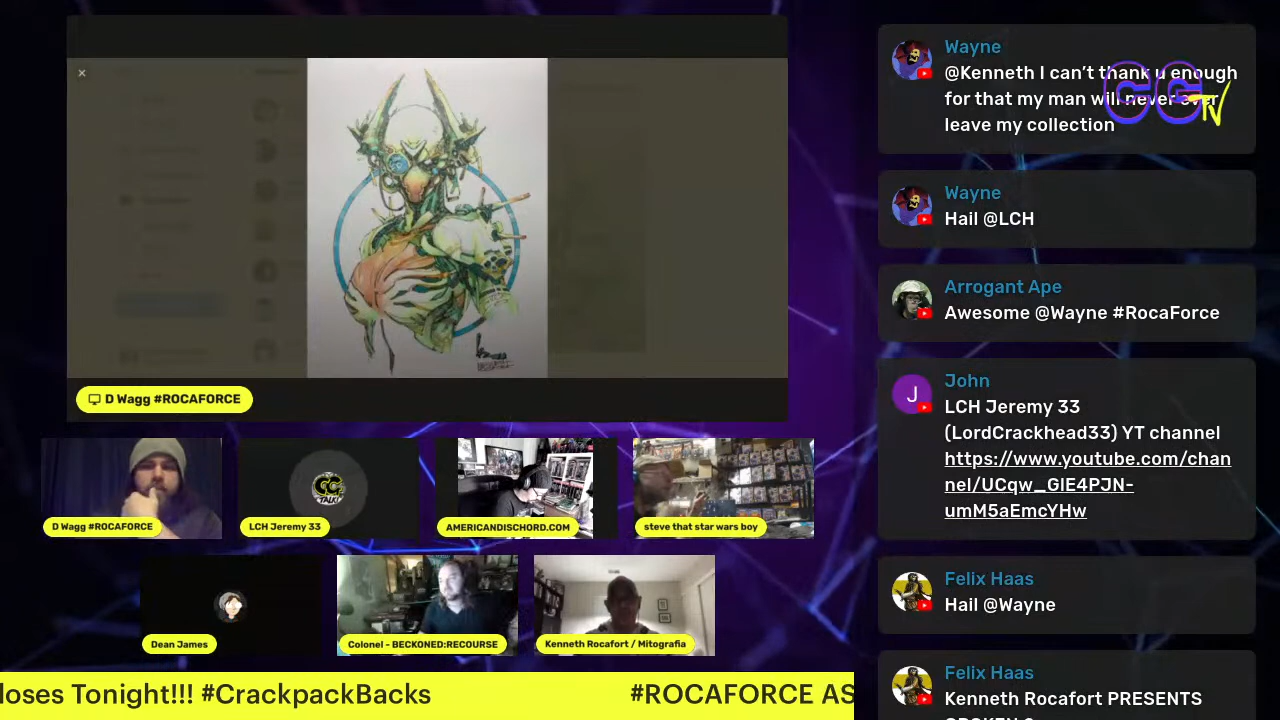 Wayne
@Kenneth I can’t thank u enough
for that my man will never ever
leave my collection
GGTV
Wayne
Hail @LCH
Arrogant Ape
Awesome @Wayne #RocaForce
John
LCH Jeremy 33
(LordCrackhead33) YT channel
https://www.youtube.com/chan
nel/UCqw_GlE4PJN-
umM5aEmcYHw
Felix Haas
Hail @Wayne
Felix Haas
Kenneth Rocafort PRESENTS
D Wagg #ROCAFORCE
D Wagg #ROCAFORCE
LCH Jeremy 33
AMERICANDISCHORD.COM
steve that star wars boy
Dean James
Colonel - BECKONED:RECOURSE
Kenneth Rocafort / Mitografia
loses Tonight!!! #CrackpackBacks
#ROCAFORCE AS